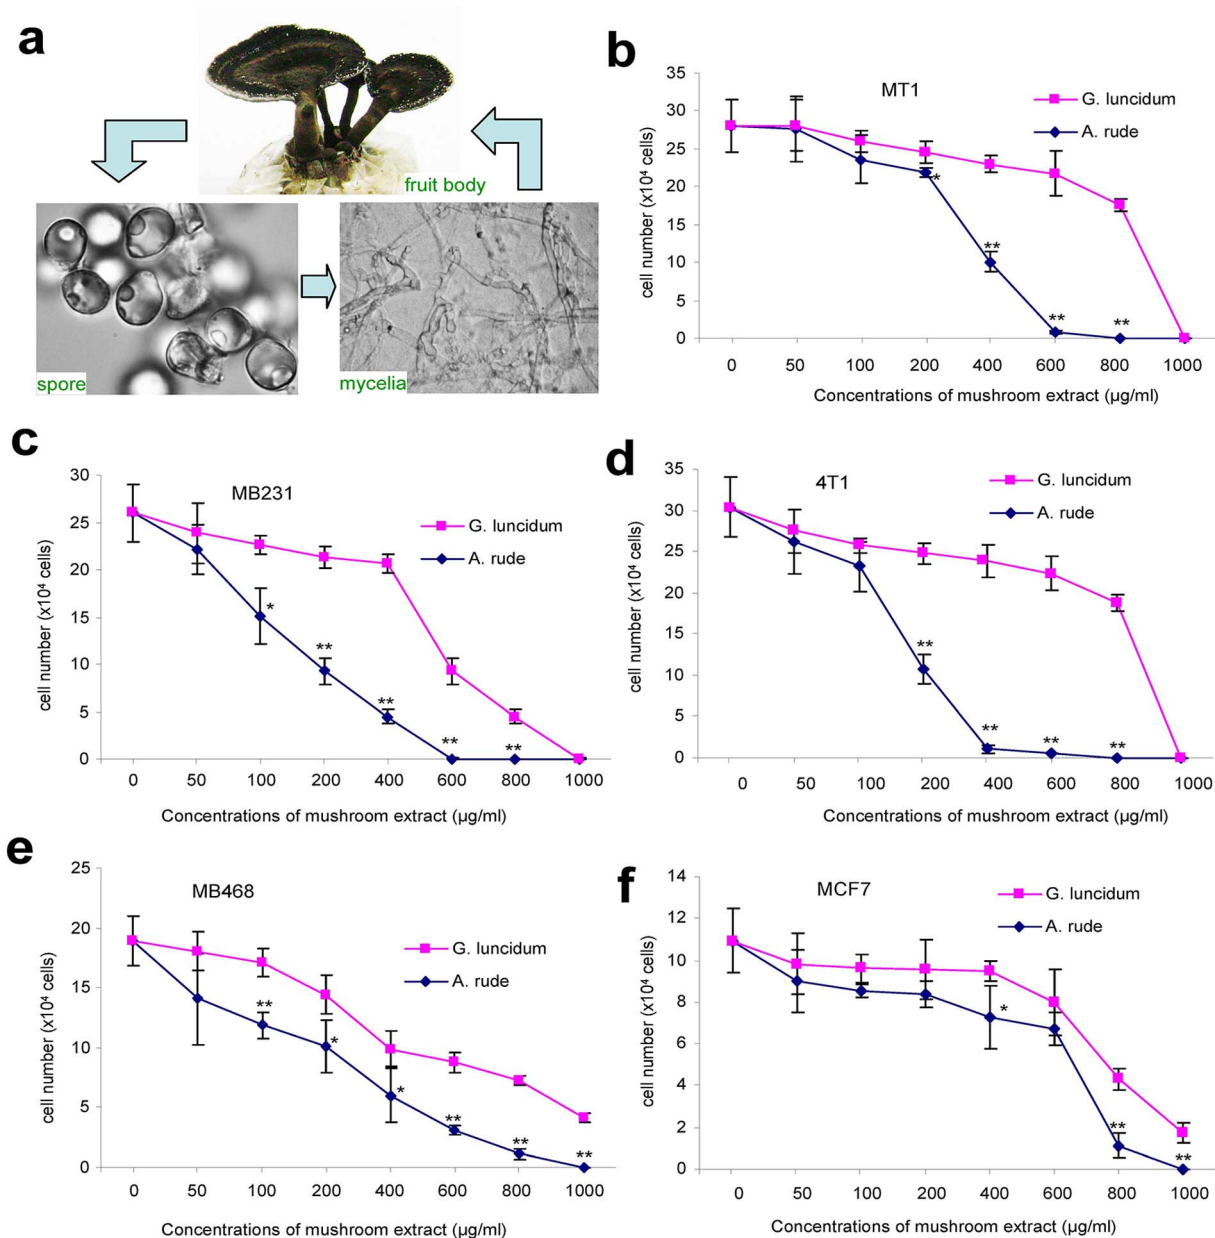 a
fruit body
spore
mycelia
b
MT1
G. luncidum
A. rude
cell number (x10⁴ cells)
35
30
25
20
15
10
5
0
*
**
**
**
0 50 100 200 400 600 800 1000
Concentrations of mushroom extract (µg/ml)
c
MB231
G. luncidum
A. rude
cell number (x10⁴ cells)
30
25
20
15
10
5
0
*
**
**
**
**
0 50 100 200 400 600 800 1000
Concentrations of mushroom extract (µg/ml)
d
4T1
G. luncidum
A. rude
cell number (x10⁴ cells)
35
30
25
20
15
10
5
0
**
**
**
**
0 50 100 200 400 600 800 1000
Concentrations of mushroom extract (µg/ml)
e
MB468
G. luncidum
A. rude
cell number (x10⁴ cells)
25
20
15
10
5
0
**
*
*
**
**
**
0 50 100 200 400 600 800 1000
Concentrations of mushroom extract (µg/ml)
f
MCF7
G. luncidum
A. rude
cell number (x10⁴ cells)
14
12
10
8
6
4
2
0
*
**
**
0 50 100 200 400 600 800 1000
Concentrations of mushroom extract (µg/ml)